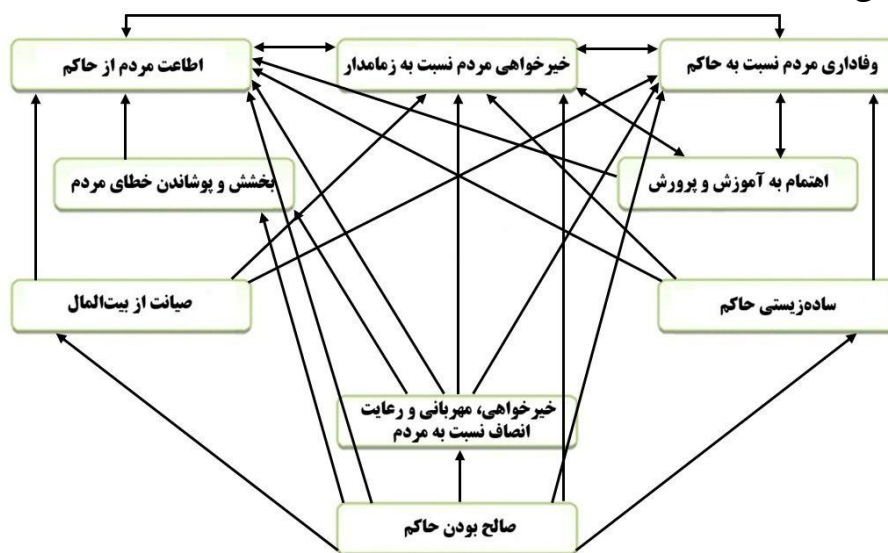 وفاداری مردم نسبت به حاکم
خیرخواهی مردم نسبت به زمامدار
اطاعت مردم از حاکم
اهتمام به آموزش و پرورش
بخشش و پوشاندن خطای مردم
ساده‌زیستی حاکم
صیانت از بیت‌المال
خیرخواهی، مهربانی و رعایت
انصاف نسبت به مردم
صالح بودن حاکم